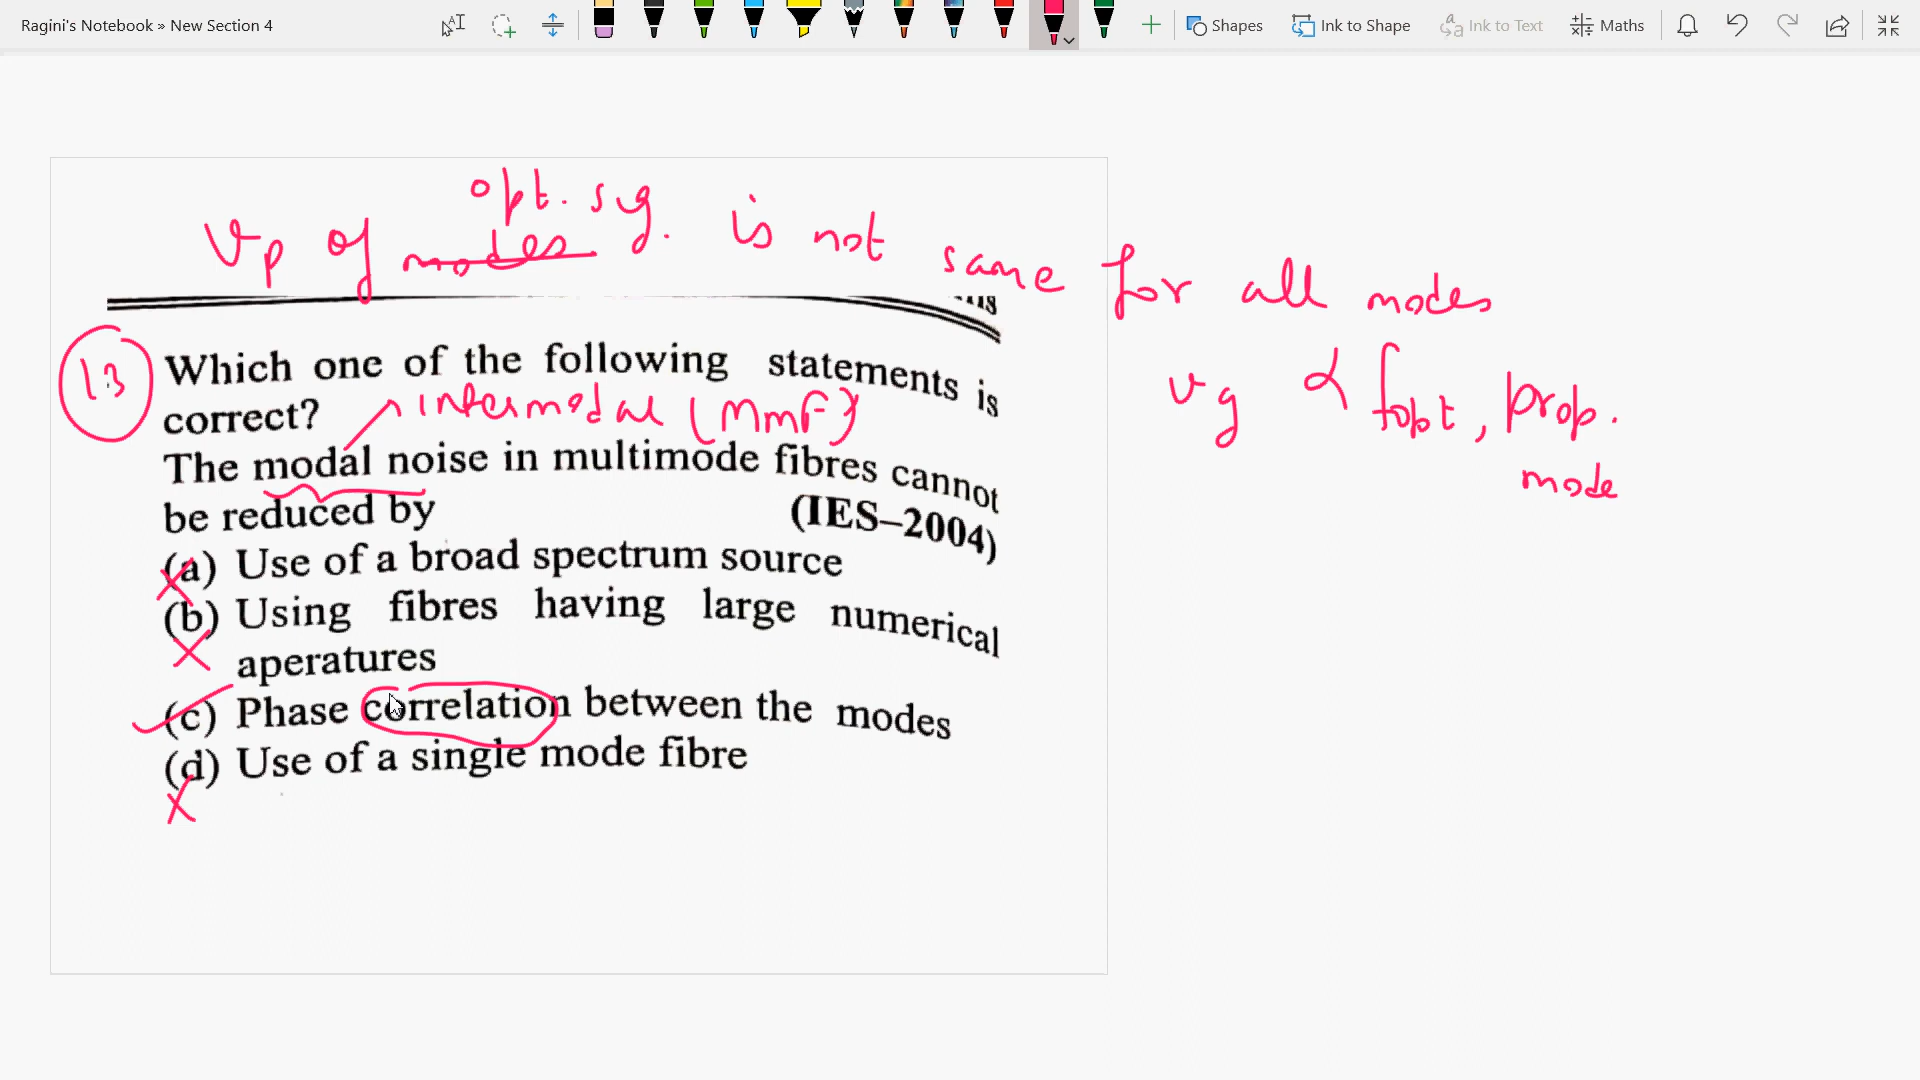 Ragini's Notebook » New Section 4
Shapes
Ink to Shape
Ink to Text
Maths
opt. sig.
Vp of modes is not same for all modes
vg α fopt, prop.
mode
13
Which one of the following statements is
correct?
intermodal (MMF)
The modal noise in multimode fibres cannot
be reduced by (IES–2004)
(a) Use of a broad spectrum source
(b) Using fibres having large numerical
aperatures
(c) Phase correlation between the modes
(d) Use of a single mode fibre